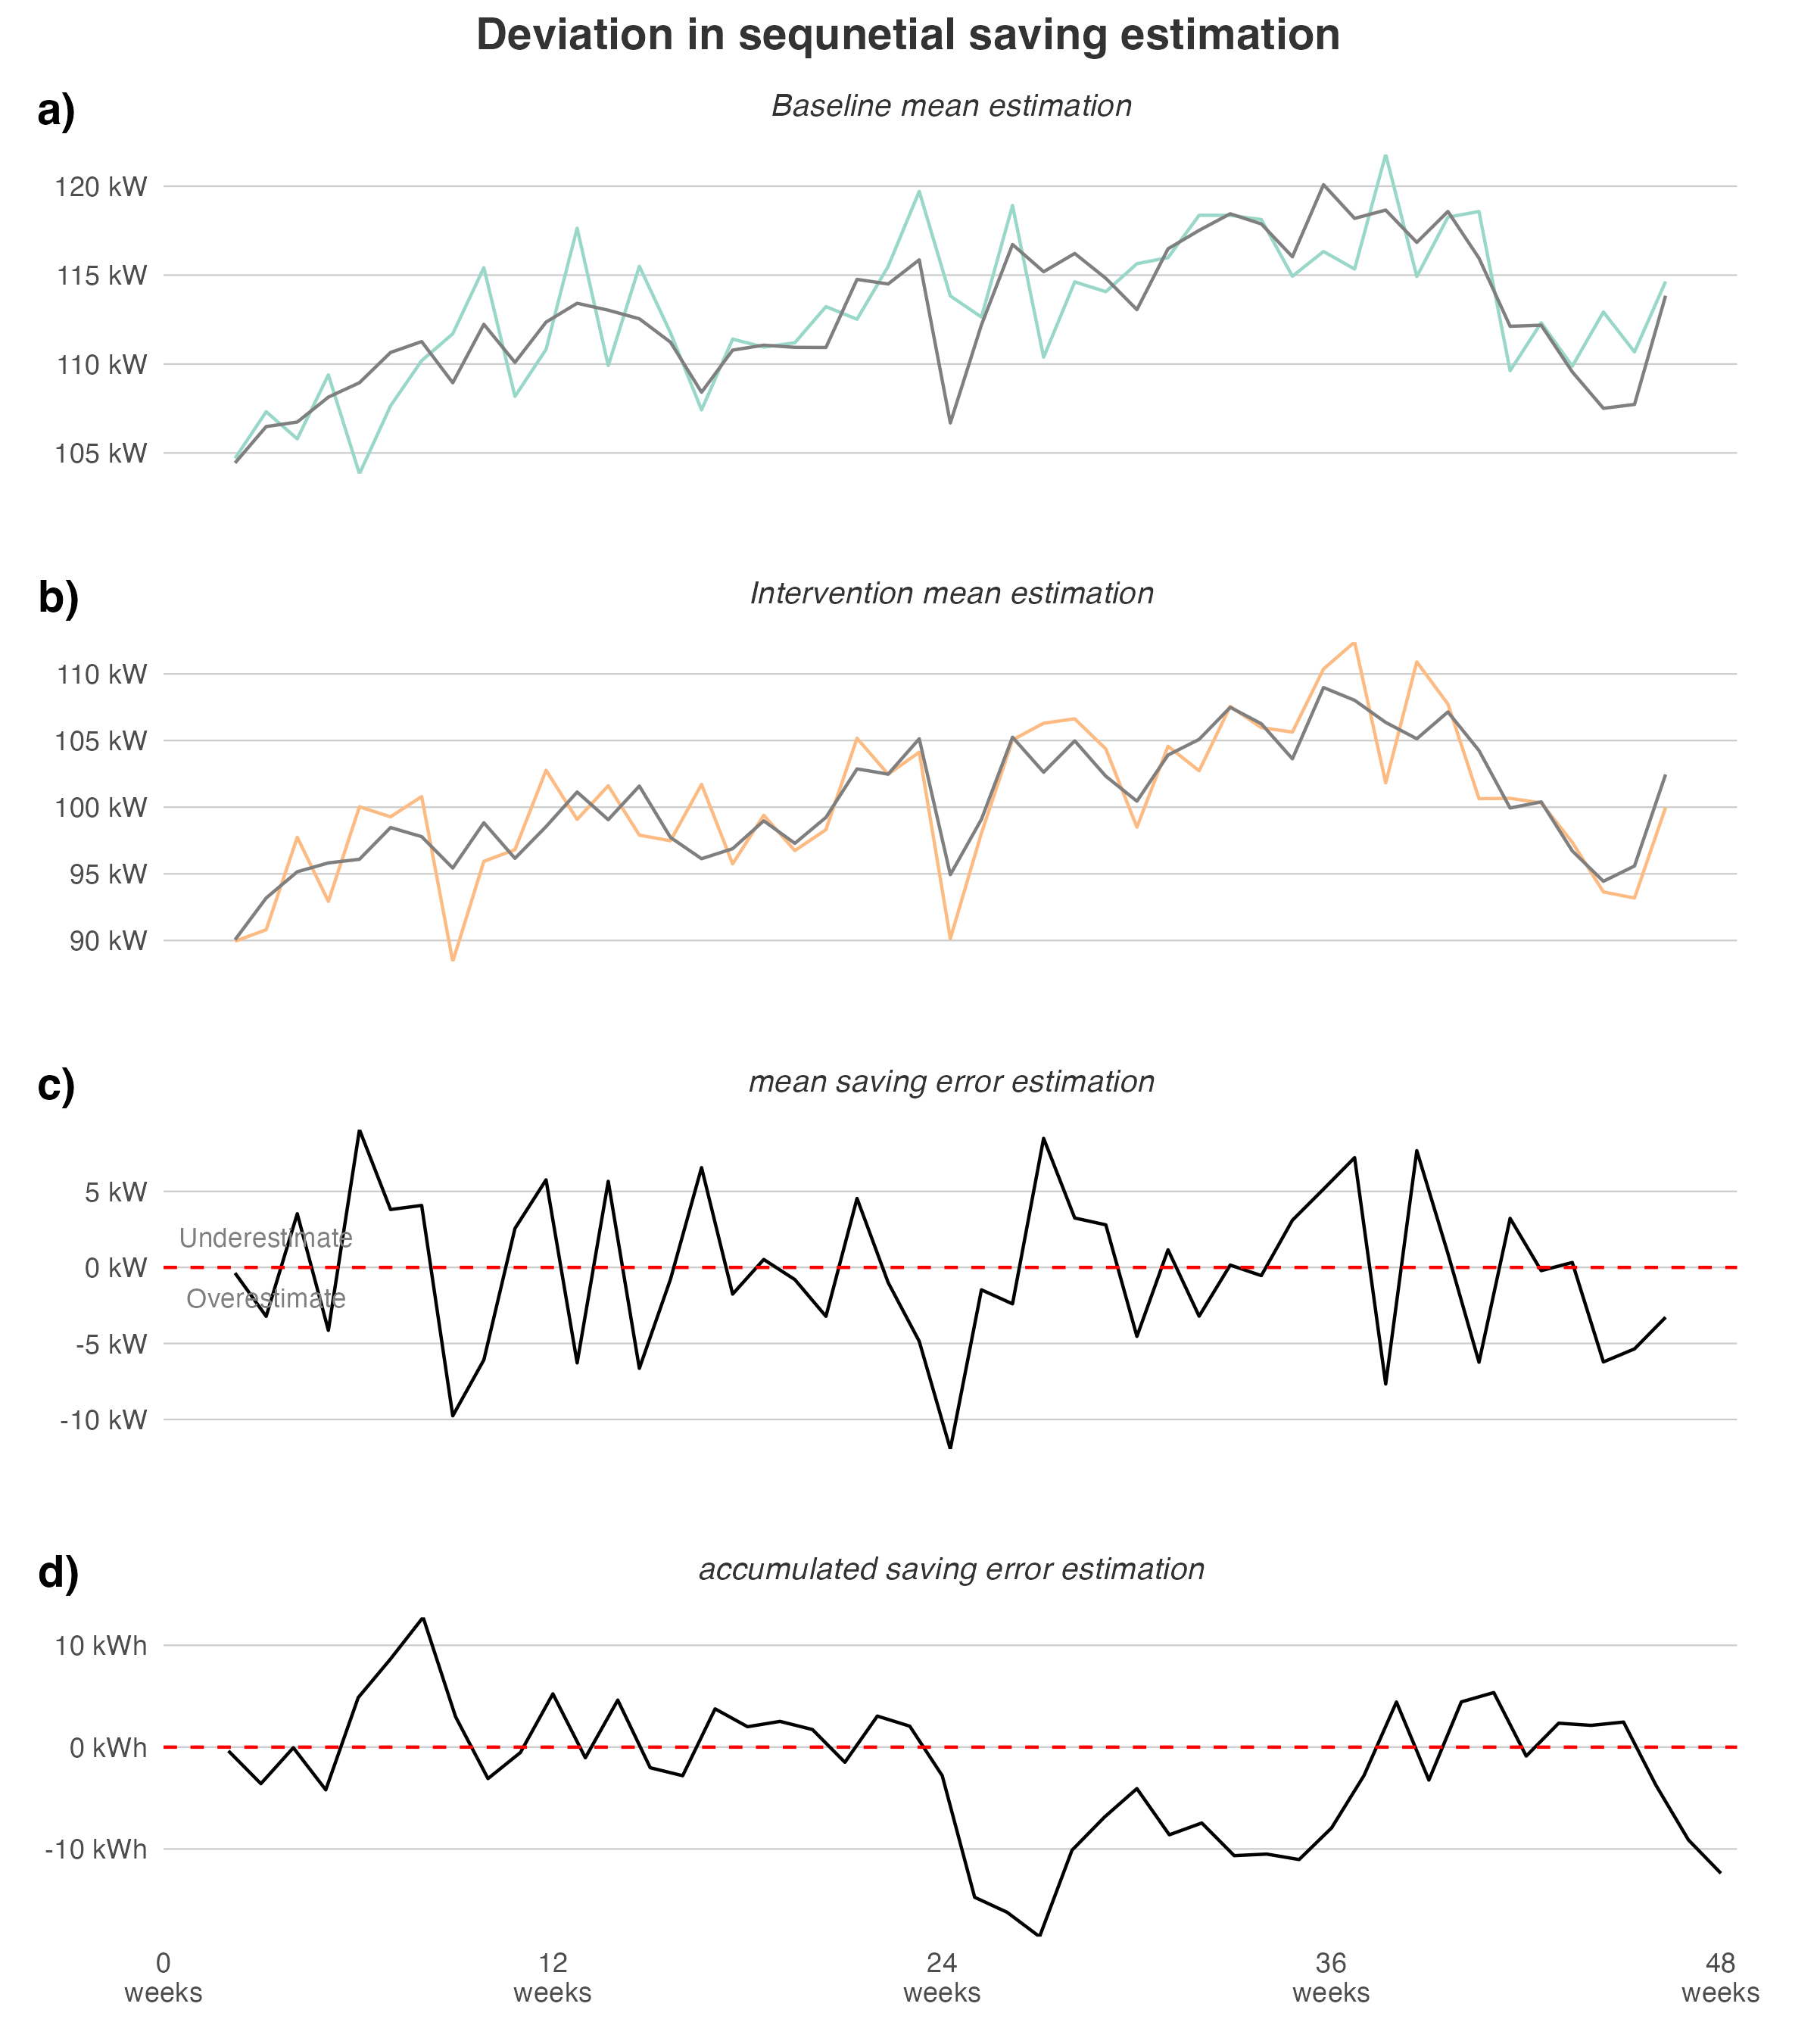 Deviation in sequnetial saving estimation
a)
Baseline mean estimation
120 kW
115 kW
110 kW
105 kW
b)
Intervention mean estimation
110 kW
105 kW
100 kW
95 kW
90 kW
c)
mean saving error estimation
5 kW
Underestimate
0 kW
Overestimate
-5 kW
-10 kW
d)
accumulated saving error estimation
10 kWh
0 kWh
-10 kWh
0 12 24 36 48
weeks weeks weeks weeks weeks